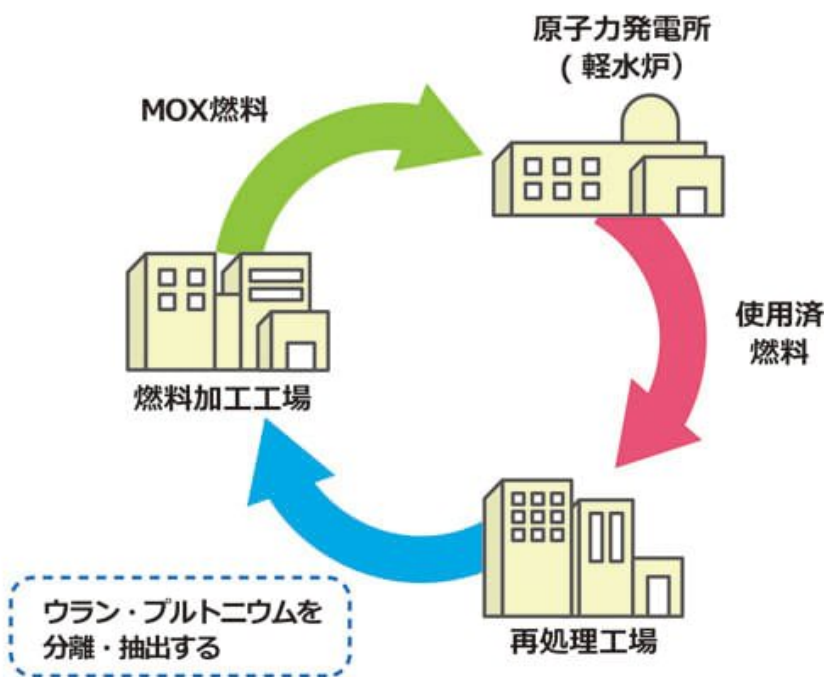 原子力発電所
( 軽水炉）
MOX燃料
使用済
燃料
燃料加工工場
ウラン・プルトニウムを
分離・抽出する
再処理工場